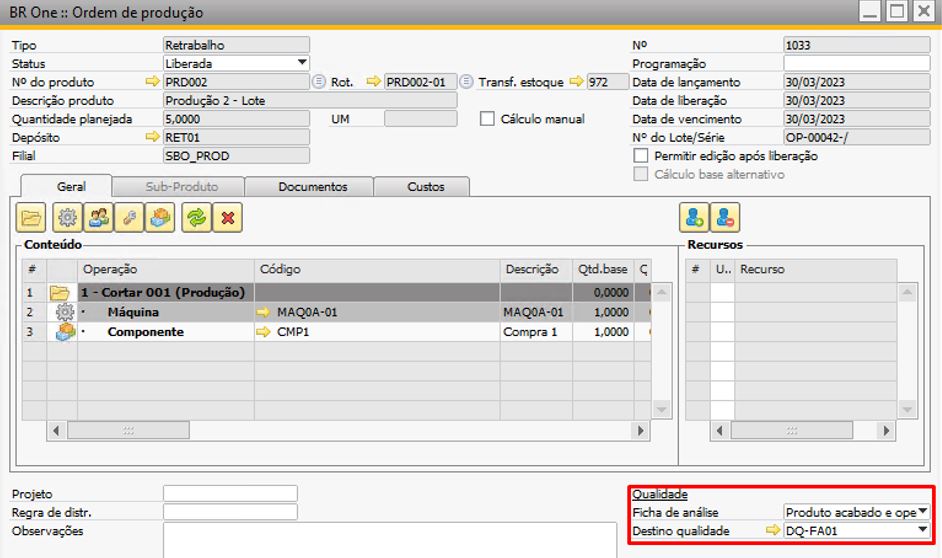 BR One :: Ordem de produção
Tipo Retrabalho Nº 1033
Status Liberada Programação
Nº do produto PRD002 Rot. PRD002-01 Transf. estoque 972 Data de lançamento 30/03/2023
Descrição produto Produção 2 - Lote Data de liberação 30/03/2023
Quantidade planejada 5,0000 UM Cálculo manual Data de vencimento 30/03/2023
Depósito RET01 Nº do Lote/Série OP-00042-/
Filial SBO_PROD Permitir edição após liberação
Cálculo base alternativo
Geral Sub-Produto Documentos Custos
Conteúdo Recursos
# Operação Código Descrição Qtd.base Q # U.. Recurso
1 1 - Cortar 001 (Produção) 0,0000
2 · Máquina MAQ0A-01 MAQ0A-01 1,0000
3 · Componente CMP1 Compra 1 1,0000
Projeto Qualidade
Regra de distr. Ficha de análise Produto acabado e ope
Observações Destino qualidade DQ-FA01